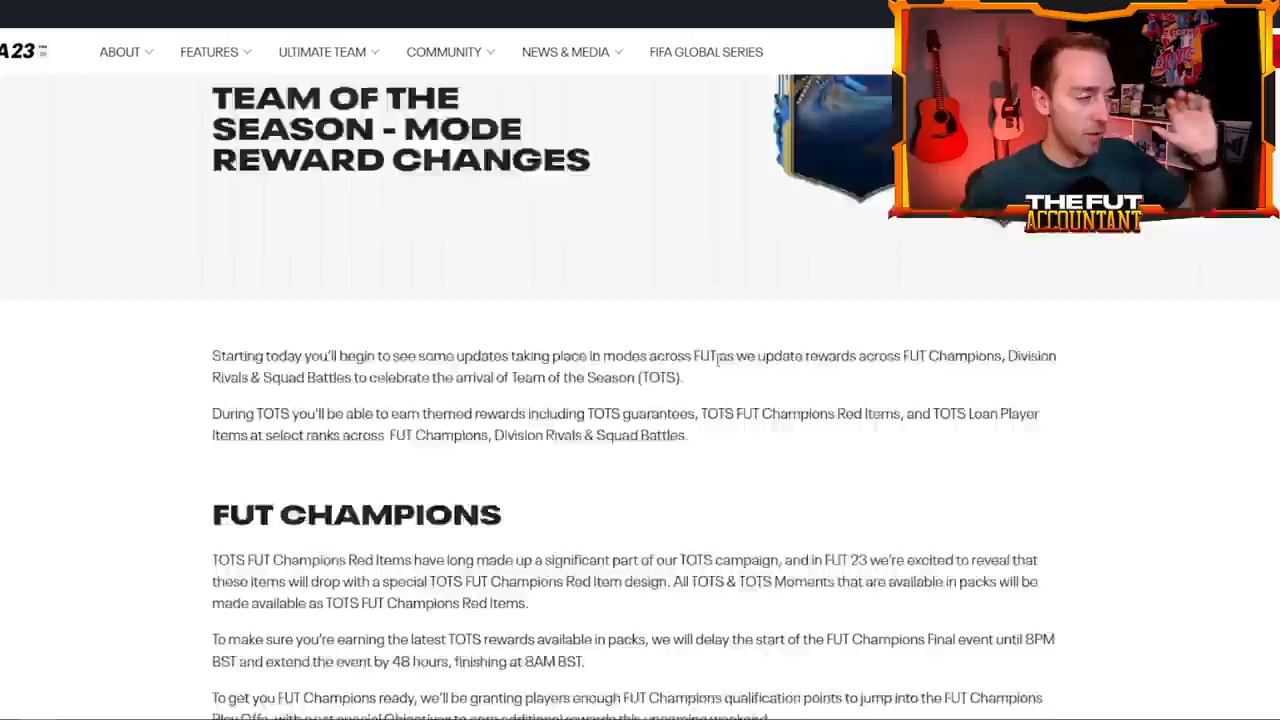 A 23
ABOUT
FEATURES
ULTIMATE TEAM
COMMUNITY
NEWS & MEDIA
FIFA GLOBAL SERIES
TEAM OF THE
SEASON - MODE
REWARD CHANGES
THE FUT
ACCOUNTANT
Starting today you'll begin to see some updates taking place in modes across FUT as we update rewards across FUT Champions, Division
Rivals & Squad Battles to celebrate the arrival of Team of the Season (TOTS).
During TOTS you'll be able to earn themed rewards including TOTS guarantees, TOTS FUT Champions Red Items, and TOTS Loan Player
Items at select ranks across FUT Champions, Division Rivals & Squad Battles.
FUT CHAMPIONS
TOTS FUT Champions Red Items have long made up a significant part of our TOTS campaign, and in FUT 23 we're excited to reveal that
these items will drop with a special TOTS FUT Champions Red Item design. All TOTS & TOTS Moments that are available in packs will be
made available as TOTS FUT Champions Red Items.
To make sure you're earning the latest TOTS rewards available in packs, we will delay the start of the FUT Champions Final event until 8PM
BST and extend the event by 48 hours, finishing at 8AM BST.
To get you FUT Champions ready, we'll be granting players enough FUT Champions qualification points to jump into the FUT Champions